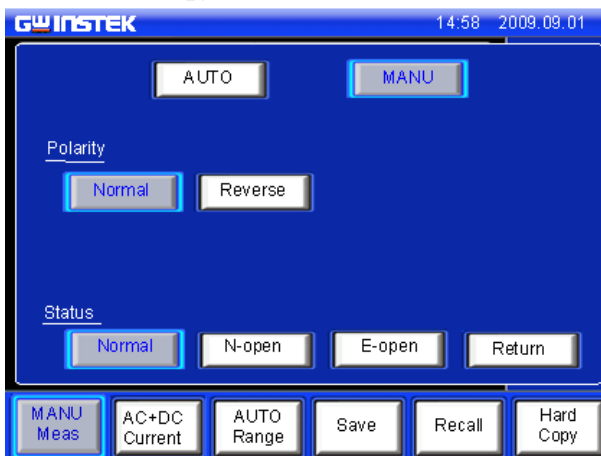 GWINSTEK 14:58 2009.09.01
AUTO MANU
Polarity
Normal Reverse
Status
Normal N-open E-open Return
MANU Meas AC+DC Current AUTO Range Save Recall Hard Copy